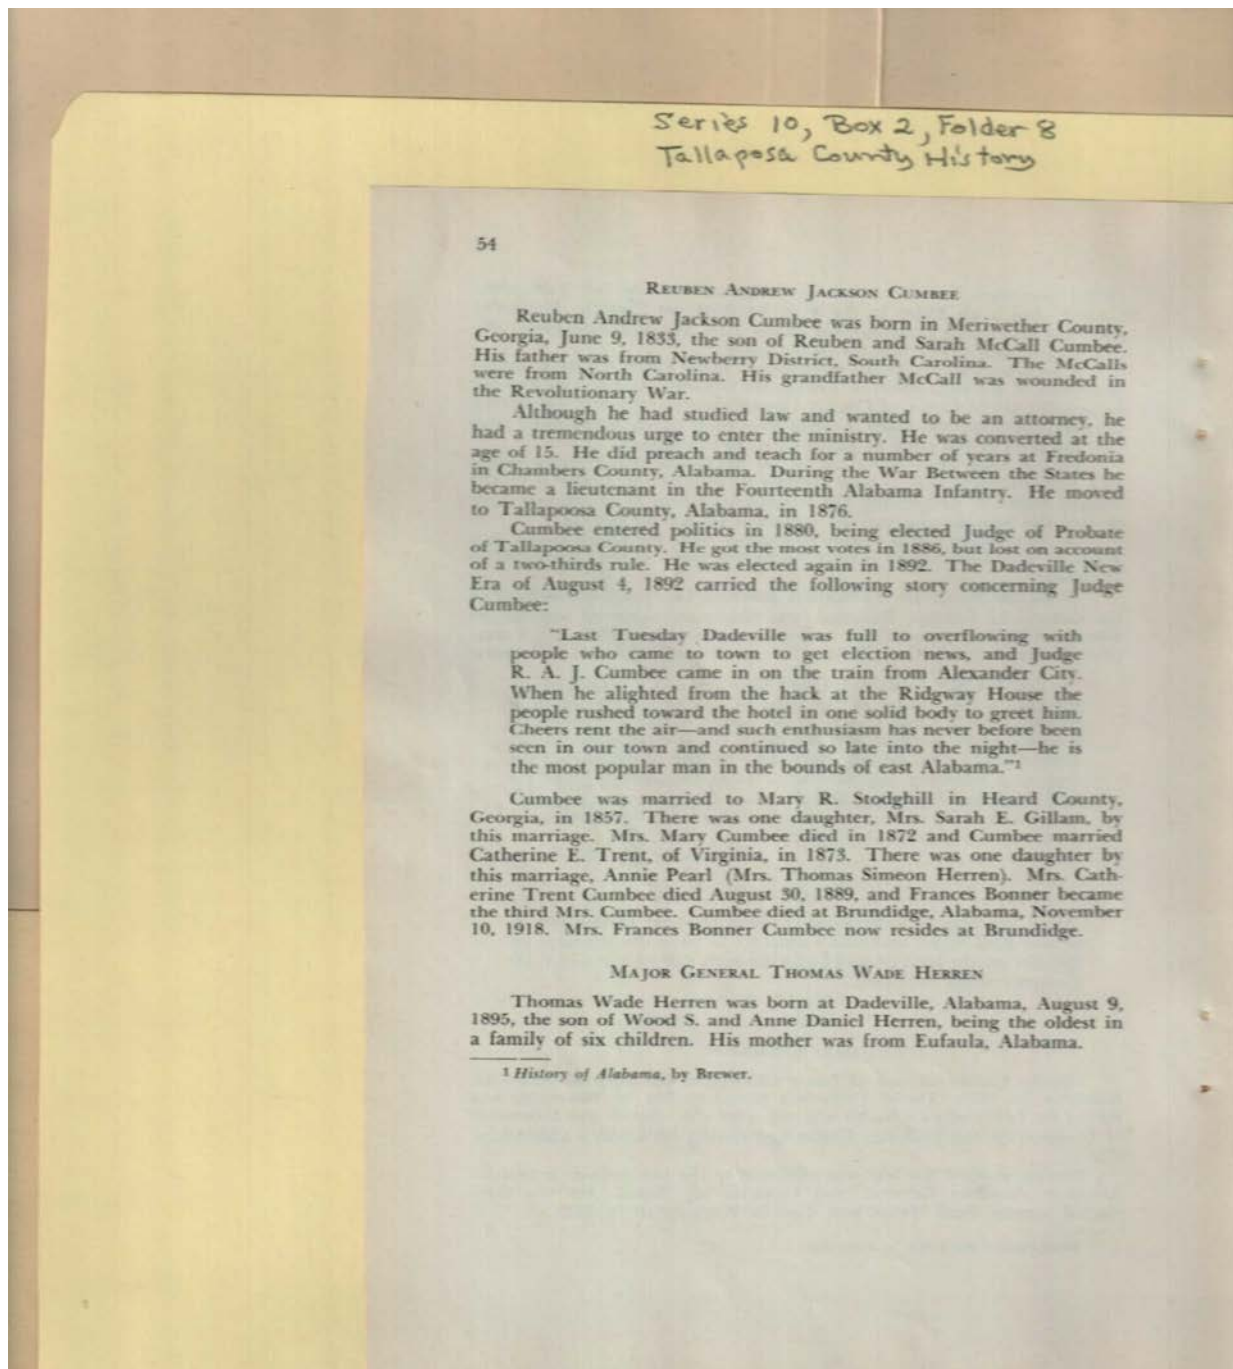 Series 10, Box 2, Folder 8
Tallaposa County History
54
REUBEN ANDREW JACKSON CUMBEE
Reuben Andrew Jackson Cumbee was born in Meriwether County,
Georgia, June 9, 1833, the son of Reuben and Sarah McCall Cumbee.
His father was from Newberry District, South Carolina. The McCalls
were from North Carolina. His grandfather McCall was wounded in
the Revolutionary War.
Although he had studied law and wanted to be an attorney, he
had a tremendous urge to enter the ministry. He was converted at the
age of 15. He did preach and teach for a number of years at Fredonia
in Chambers County, Alabama. During the War Between the States he
became a lieutenant in the Fourteenth Alabama Infantry. He moved
to Tallapoosa County, Alabama, in 1876.
Cumbee entered politics in 1880, being elected Judge of Probate
of Tallapoosa County. He got the most votes in 1886, but lost on account
of a two-thirds rule. He was elected again in 1892. The Dadeville New
Era of August 4, 1892 carried the following story concerning Judge
Cumbee:
"Last Tuesday Dadeville was full to overflowing with
people who came to town to get election news, and Judge
R. A. J. Cumbee came in on the train from Alexander City.
When he alighted from the hack at the Ridgway House the
people rushed toward the hotel in one solid body to greet him.
Cheers rent the air—and such enthusiasm has never before been
seen in our town and continued so late into the night—he is
the most popular man in the bounds of east Alabama."1
Cumbee was married to Mary R. Stodghill in Heard County,
Georgia, in 1857. There was one daughter, Mrs. Sarah E. Gillam, by
this marriage. Mrs. Mary Cumbee died in 1872 and Cumbee married
Catherine E. Trent, of Virginia, in 1873. There was one daughter by
this marriage, Annie Pearl (Mrs. Thomas Simeon Herren). Mrs. Cath-
erine Trent Cumbee died August 30, 1889, and Frances Bonner became
the third Mrs. Cumbee. Cumbee died at Brundidge, Alabama, November
10, 1918. Mrs. Frances Bonner Cumbee now resides at Brundidge.
MAJOR GENERAL THOMAS WADE HERREN
Thomas Wade Herren was born at Dadeville, Alabama, August 9,
1895, the son of Wood S. and Anne Daniel Herren, being the oldest in
a family of six children. His mother was from Eufaula, Alabama.
1 History of Alabama, by Brewer.